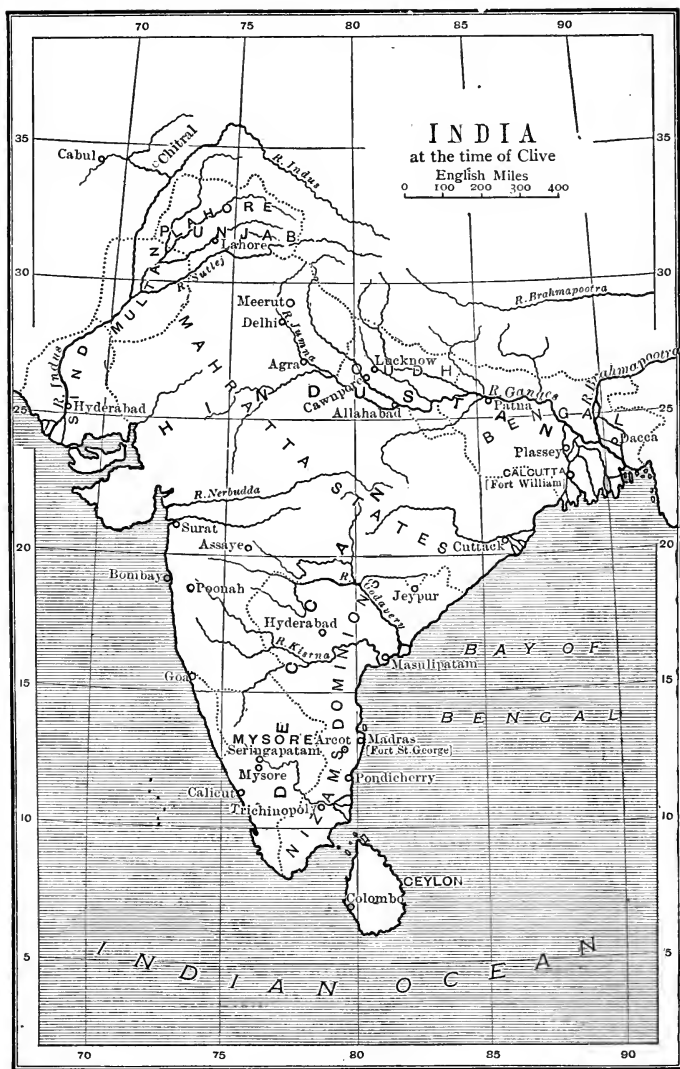 70 75 80 85 90
INDIA
at the time of Clive
English Miles
0 100 200 300 400
35
35
Cabul
Chitral
R. Indus
LAHORE
PUNJAB
Lahore
MULTAN
R. Sutlej
30
30
R. Brahmapootra
Meerut
Delhi
R. Jumna
Agra
Lucknow
OUDH
Cawnpore
Allahabad
R. Ganges
Patna
R. Brahmapootra
R. Indus
SIND
Hyderabad
25
25
HINDUSTAN
MAHRATTA STATES
BENGAL
Plassey
Dacca
CALCUTTA
(Fort William)
R. Nerbudda
Surat
Assaye
Cuttack
20
20
Bombay
Poonah
Jeypur
R. Godavery
Hyderabad
R. Kistna
Masulipatam
DECCAN
NIZAMS DOMINIONS
BAY OF
BENGAL
Goa
15
15
MYSORE
Seringapatam
Arcot
Madras
(Fort St. George)
Mysore
Pondicherry
Calicut
Trichinopoly
10
10
CEYLON
Colombo
5
5
INDIAN OCEAN
70 75 80 85 90